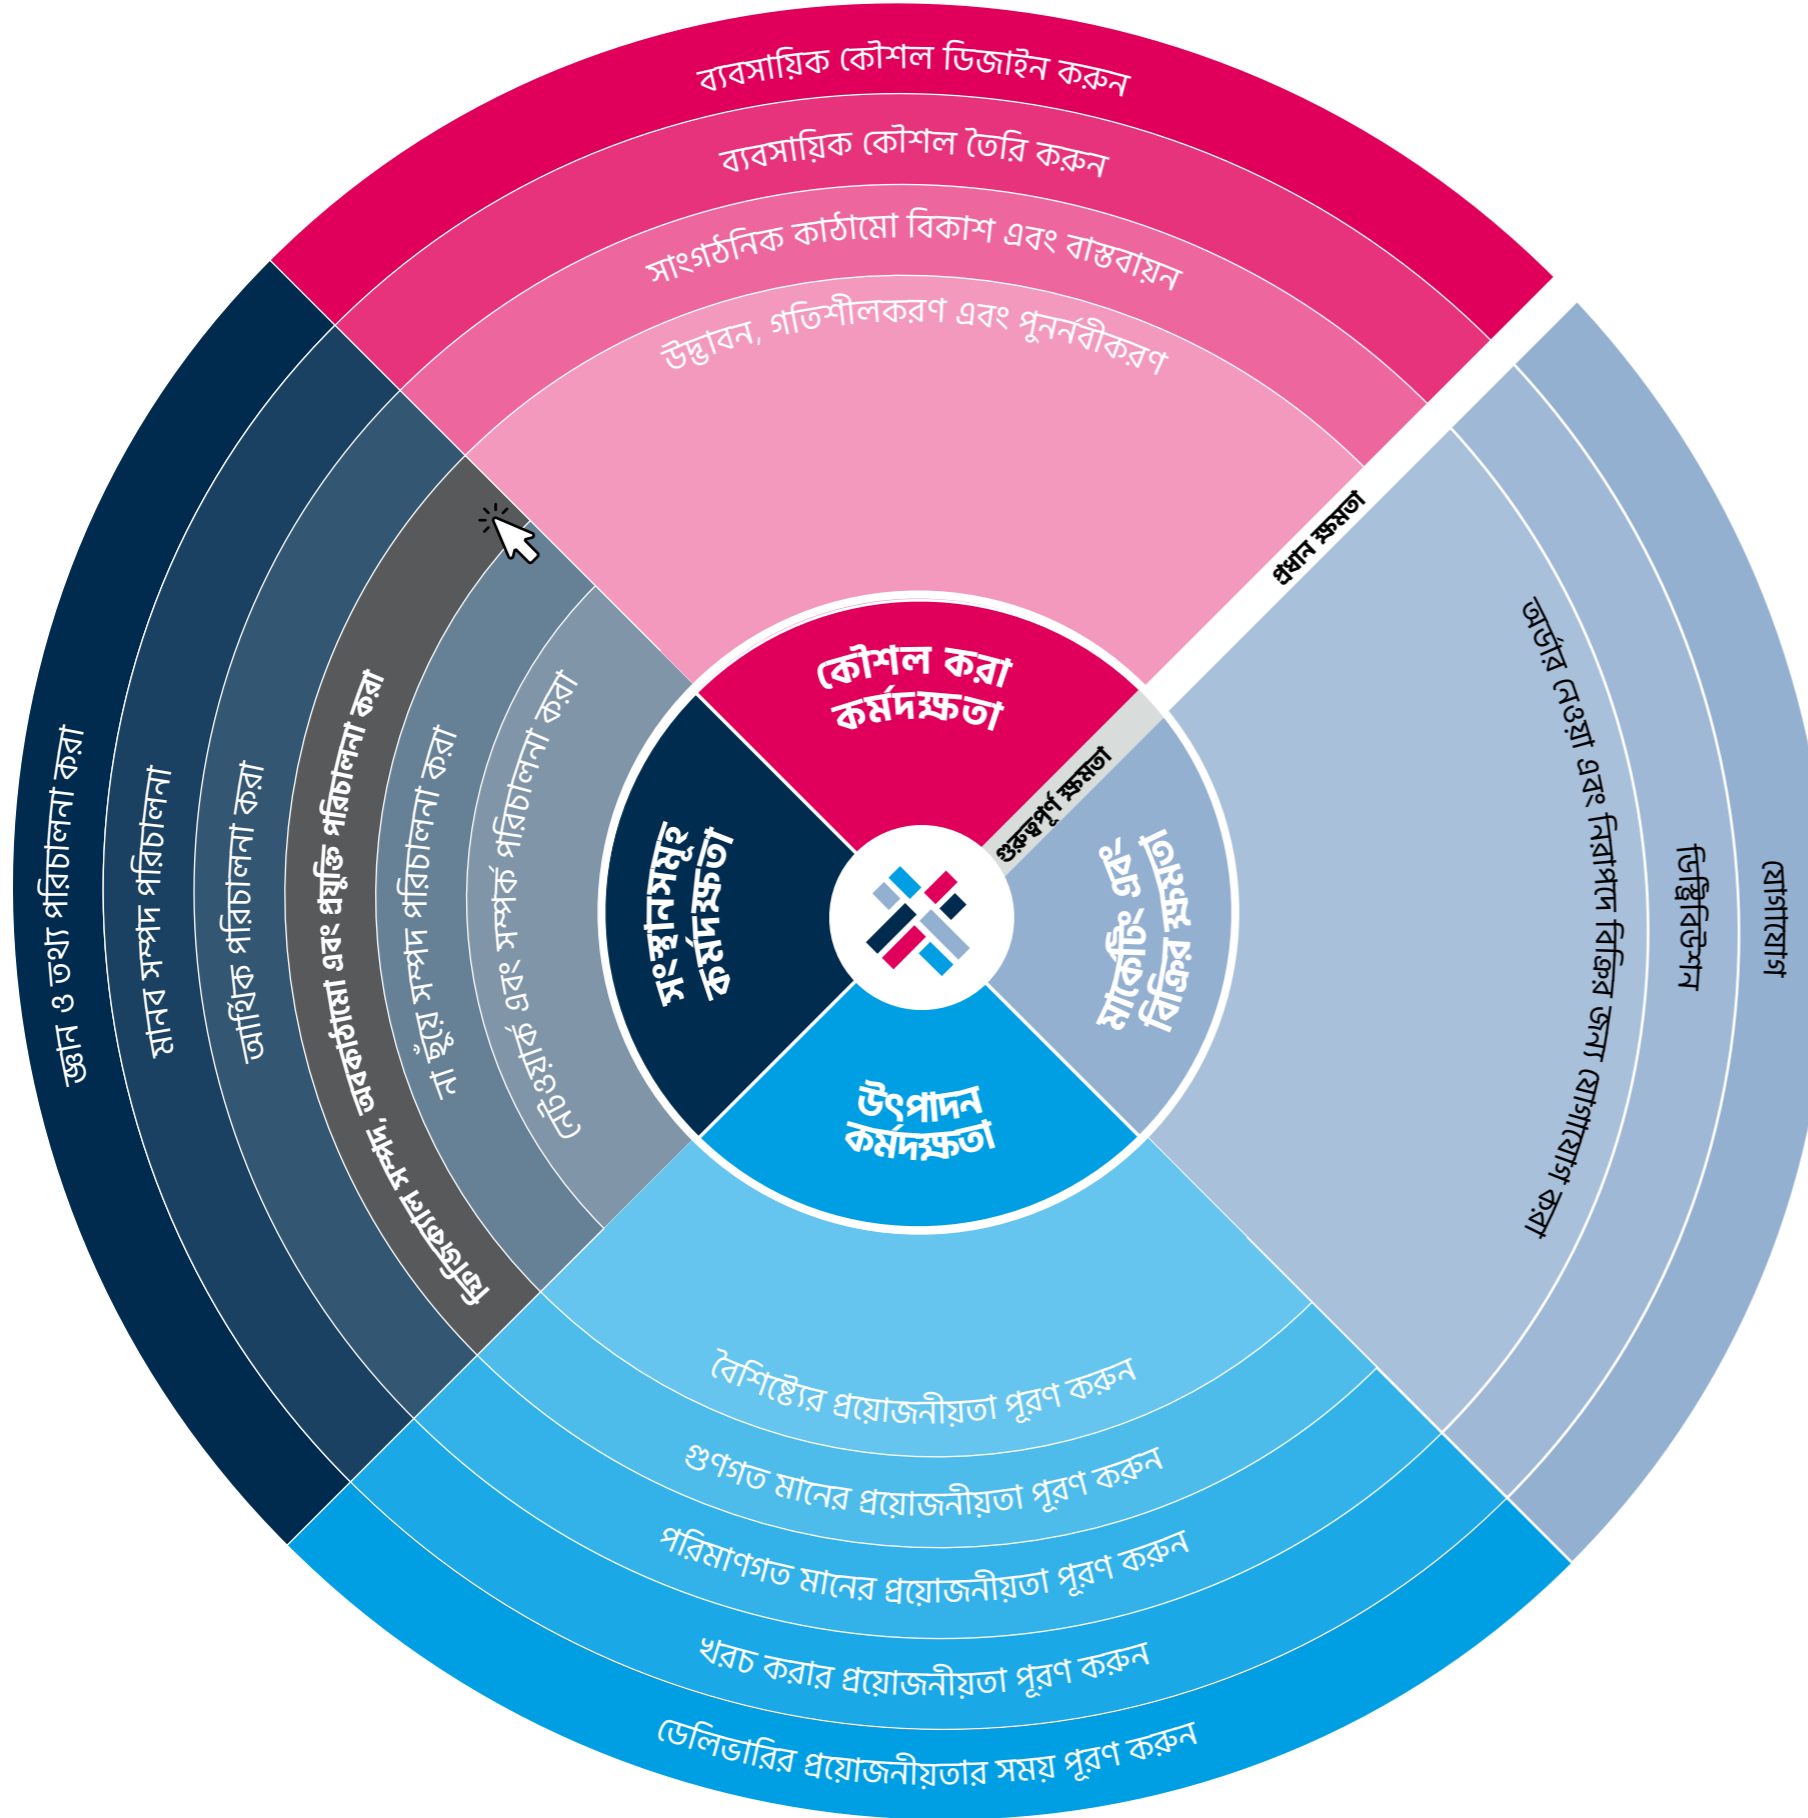 ব্যবসায়িক কৌশল ডিজাইন করুন
ব্যবসায়িক কৌশল তৈরি করুন
সাংগঠনিক কাঠামো বিকাশ এবং বাস্তবায়ন
উদ্ভাবন, গতিশীলকরণ এবং পুনর্নবীকরণ
প্রধান ক্ষমতা
কৌশল করা
কর্মদক্ষতা
গুরুত্বপূর্ণ ক্ষমতা
জ্ঞান ও তথ্য পরিচালনা করা
মানব সম্পদ পরিচালনা
আর্থিক পরিচালনা করা
ফিজিক্যাল সম্পদ, অবকাঠামো এবং প্রযুক্তি পরিচালনা করা
না ছুঁয়ে সম্পদ পরিচালনা করা
নেটওয়ার্ক এবং সম্পর্ক পরিচালনা করা
সংস্থানসমূহ
কর্মদক্ষতা
মার্কেটিং এবং
বিক্রির ক্ষমতা
অর্ডার নেওয়া এবং নিরাপদে বিক্রির জন্য যোগাযোগ করা
ডিস্ট্রিবিউশন
যোগাযোগ
উৎপাদন
কর্মদক্ষতা
বৈশিষ্ট্যের প্রয়োজনীয়তা পূরণ করুন
গুণগত মানের প্রয়োজনীয়তা পূরণ করুন
পরিমাণগত মানের প্রয়োজনীয়তা পূরণ করুন
খরচ করার প্রয়োজনীয়তা পূরণ করুন
ডেলিভারির প্রয়োজনীয়তার সময় পূরণ করুন